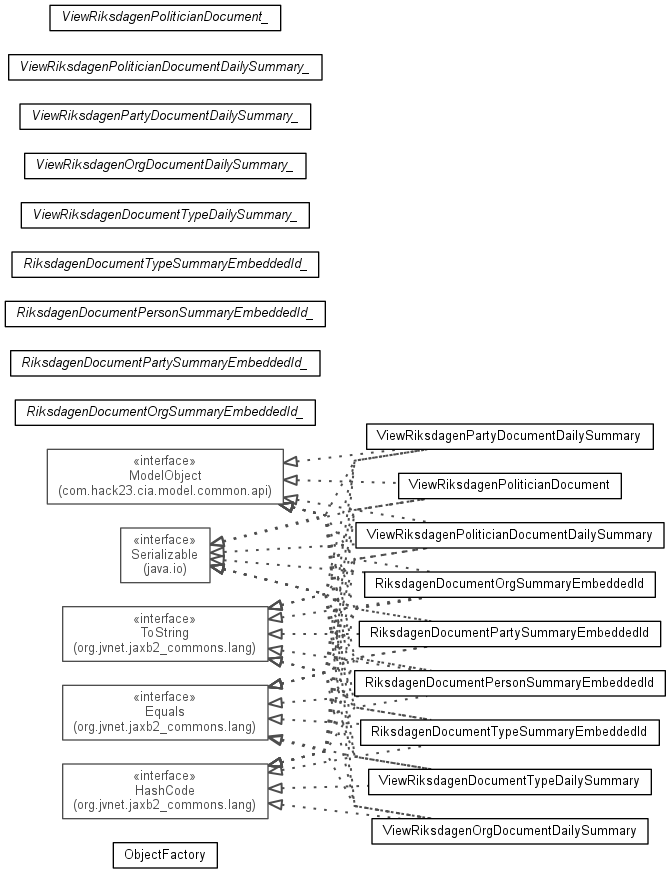 ViewRiksdagenPoliticianDocument_
ViewRiksdagenPoliticianDocumentDailySummary_
ViewRiksdagenPartyDocumentDailySummary_
ViewRiksdagenOrgDocumentDailySummary_
ViewRiksdagenDocumentTypeDailySummary_
RiksdagenDocumentTypeSummaryEmbeddedId_
RiksdagenDocumentPersonSummaryEmbeddedId_
RiksdagenDocumentPartySummaryEmbeddedId_
RiksdagenDocumentOrgSummaryEmbeddedId_
«interface»
ModelObject
(com.hack23.cia.model.common.api)
«interface»
Serializable
(java.io)
«interface»
ToString
(org.jvnet.jaxb2_commons.lang)
«interface»
Equals
(org.jvnet.jaxb2_commons.lang)
«interface»
HashCode
(org.jvnet.jaxb2_commons.lang)
ObjectFactory
ViewRiksdagenPartyDocumentDailySummary
ViewRiksdagenPoliticianDocument
ViewRiksdagenPoliticianDocumentDailySummary
RiksdagenDocumentOrgSummaryEmbeddedId
RiksdagenDocumentPartySummaryEmbeddedId
RiksdagenDocumentPersonSummaryEmbeddedId
RiksdagenDocumentTypeSummaryEmbeddedId
ViewRiksdagenDocumentTypeDailySummary
ViewRiksdagenOrgDocumentDailySummary